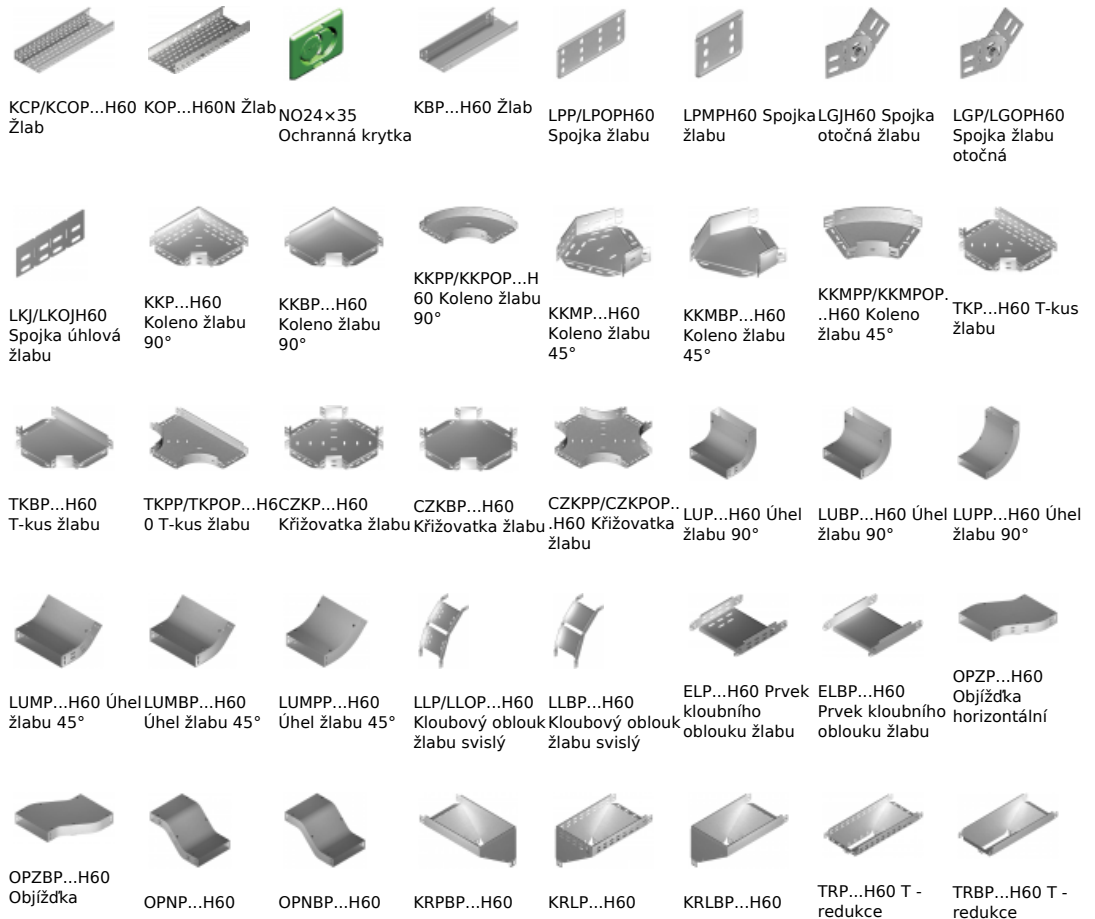 KCP/KCOP...H60
Žlab
KOP...H60N Žlab
NO24×35
Ochranná krytka
KBP...H60 Žlab
LPP/LPOPH60
Spojka žlabu
LPMPH60 Spojka
žlabu
LGJH60 Spojka
otočná žlabu
LGP/LGOPH60
Spojka žlabu
otočná
LKJ/LKOJH60
Spojka úhlová
žlabu
KKP...H60
Koleno žlabu
90°
KKBP...H60
Koleno žlabu
90°
KKPP/KKPOP...H
60 Koleno žlabu
90°
KKMP...H60
Koleno žlabu
45°
KKMBP...H60
Koleno žlabu
45°
KKMPP/KKMPOP.
..H60 Koleno
žlabu 45°
TKP...H60 T-kus
žlabu
TKBP...H60
T-kus žlabu
TKPP/TKPOP...H6
0 T-kus žlabu
CZKP...H60
Křižovatka žlabu
CZKBP...H60
Křižovatka žlabu
CZKPP/CZKPOP..
.H60 Křižovatka
žlabu
LUP...H60 Úhel
žlabu 90°
LUBP...H60 Úhel
žlabu 90°
LUPP...H60 Úhel
žlabu 90°
LUMP...H60 Úhel
žlabu 45°
LUMBP...H60
Úhel žlabu 45°
LUMPP...H60
Úhel žlabu 45°
LLP/LLOP...H60
Kloubový oblouk
žlabu svislý
LLBP...H60
Kloubový oblouk
žlabu svislý
ELP...H60 Prvek
kloubního
oblouku žlabu
ELBP...H60
Prvek kloubního
oblouku žlabu
OPZP...H60
Objížďka
horizontální
OPZBP...H60
Objížďka
OPNP...H60
OPNBP...H60
KRPBP...H60
KRLP...H60
KRLBP...H60
TRP...H60 T -
redukce
TRBP...H60 T -
redukce